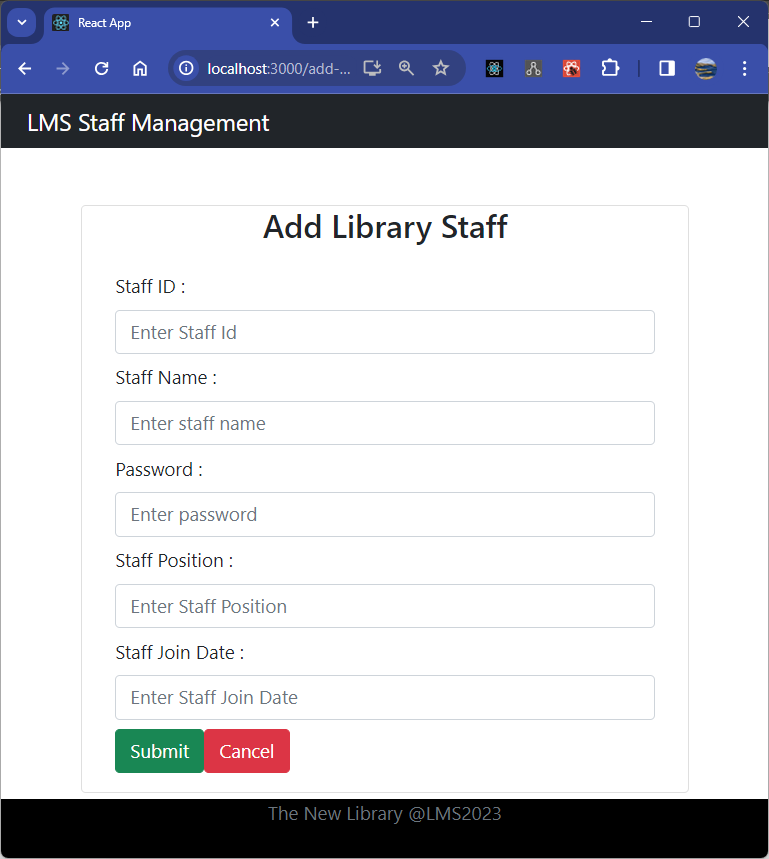 React App
localhost:3000/add-...
LMS Staff Management
Add Library Staff
Staff ID :
Enter Staff Id
Staff Name :
Enter staff name
Password :
Enter password
Staff Position :
Enter Staff Position
Staff Join Date :
Enter Staff Join Date
Submit Cancel
The New Library @LMS2023